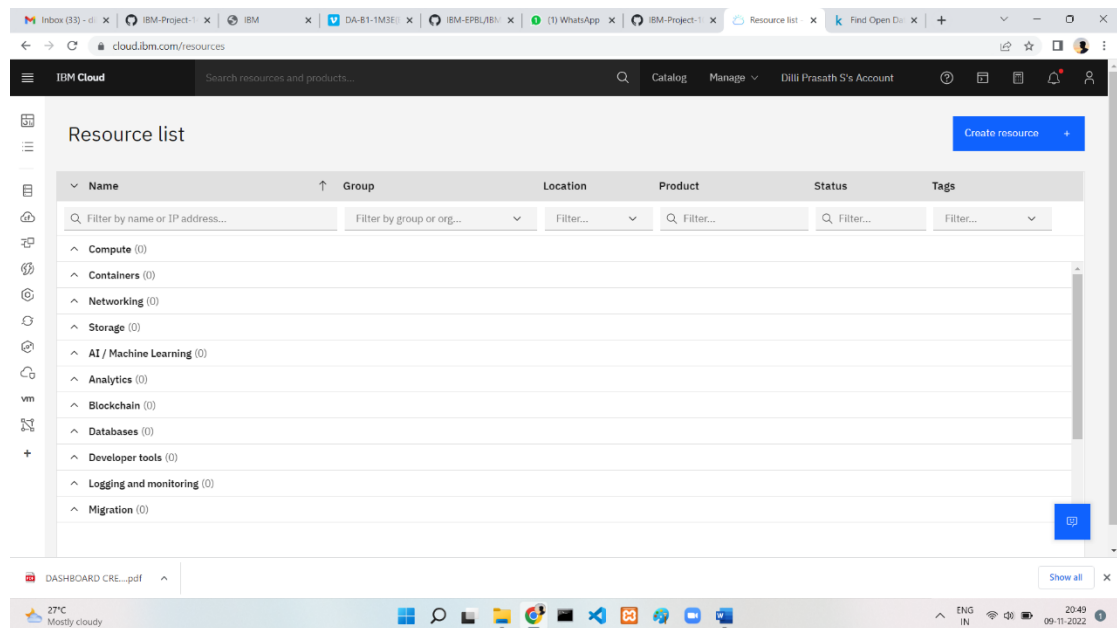 Inbox (33) - di
IBM-Project-1-
IBM
DA-B1-1M3E(
IBM-EPBL/IBM
(1) WhatsApp
IBM-Project-1
Resource list -
Find Open Dat
cloud.ibm.com/resources
IBM Cloud
Search resources and products...
Catalog
Manage
Dilli Prasath S's Account
Resource list
Create resource +
Name Group Location Product Status Tags
Filter by name or IP address... Filter by group or org... Filter... Filter... Filter... Filter...
Compute (0)
Containers (0)
Networking (0)
Storage (0)
AI / Machine Learning (0)
Analytics (0)
Blockchain (0)
vm
Databases (0)
Developer tools (0)
Logging and monitoring (0)
Migration (0)
DASHBOARD CRE....pdf
Show all
27°C
Mostly cloudy
ENG
IN
20:49
09-11-2022
1